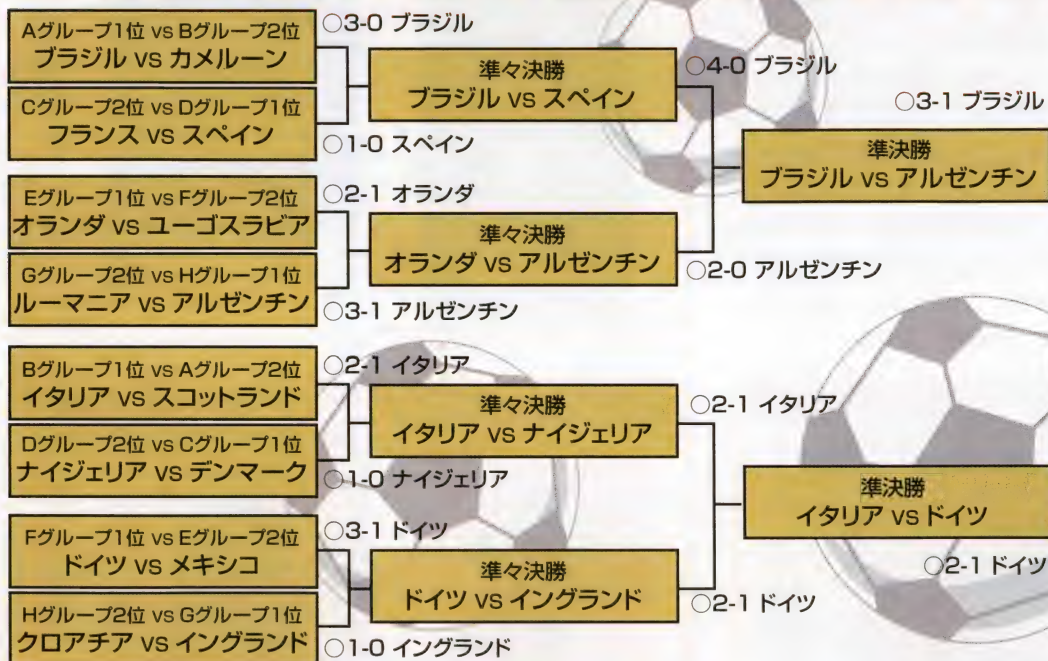 Aグループ1位 vs Bグループ2位
ブラジル vs カメルーン
○3-0 ブラジル
Cグループ2位 vs Dグループ1位
フランス vs スペイン
○1-0 スペイン
準々決勝
ブラジル vs スペイン
○4-0 ブラジル
Eグループ1位 vs Fグループ2位
オランダ vs ユーゴスラビア
○2-1 オランダ
Gグループ2位 vs Hグループ1位
ルーマニア vs アルゼンチン
○3-1 アルゼンチン
準々決勝
オランダ vs アルゼンチン
○2-0 アルゼンチン
○3-1 ブラジル
準決勝
ブラジル vs アルゼンチン
Bグループ1位 vs Aグループ2位
イタリア vs スコットランド
○2-1 イタリア
Dグループ2位 vs Cグループ1位
ナイジェリア vs デンマーク
○1-0 ナイジェリア
準々決勝
イタリア vs ナイジェリア
○2-1 イタリア
Fグループ1位 vs Eグループ2位
ドイツ vs メキシコ
○3-1 ドイツ
Hグループ2位 vs Gグループ1位
クロアチア vs イングランド
○1-0 イングランド
準々決勝
ドイツ vs イングランド
○2-1 ドイツ
準決勝
イタリア vs ドイツ
○2-1 ドイツ